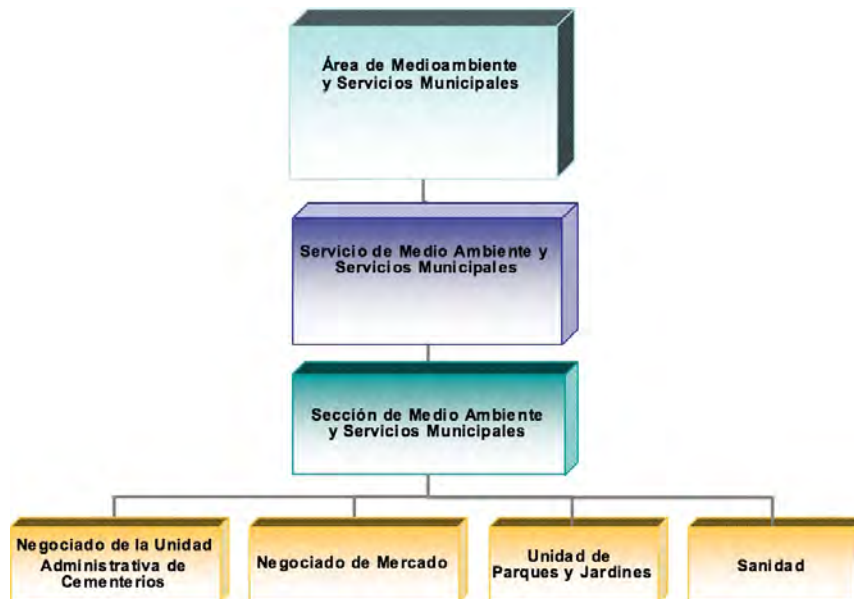 Área de Medioambiente
y Servicios Municipales
Servicio de Medio Ambiente y
Servicios Municipales
Sección de Medio Ambiente
y Servicios Municipales
Negociado de la Unidad
Administrativa de
Cementerios
Negociado de Mercado
Unidad de
Parques y Jardines
Sanidad